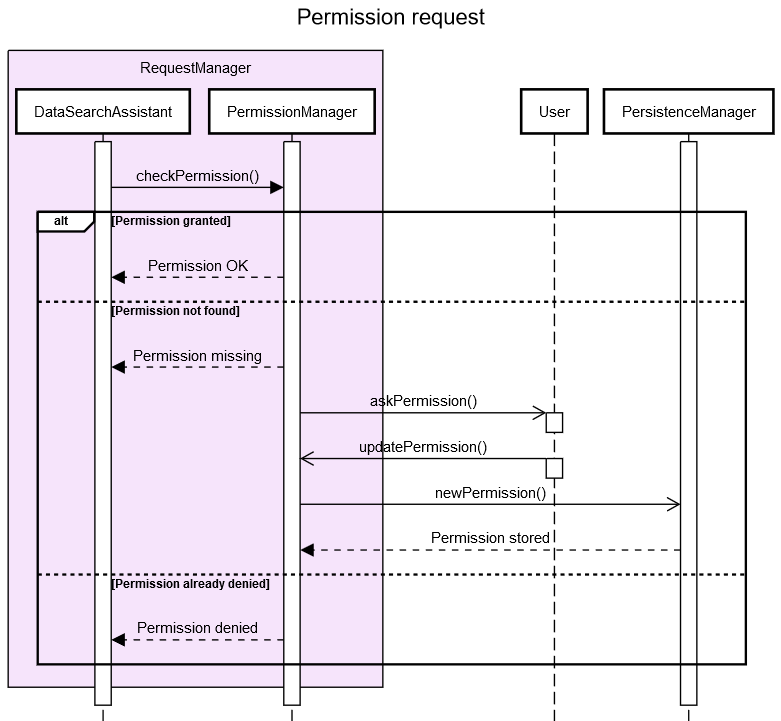 Permission request
RequestManager
DataSearchAssistant
PermissionManager
User
PersistenceManager
checkPermission()
alt
[Permission granted]
Permission OK
[Permission not found]
Permission missing
askPermission()
updatePermission()
newPermission()
Permission stored
[Permission already denied]
Permission denied